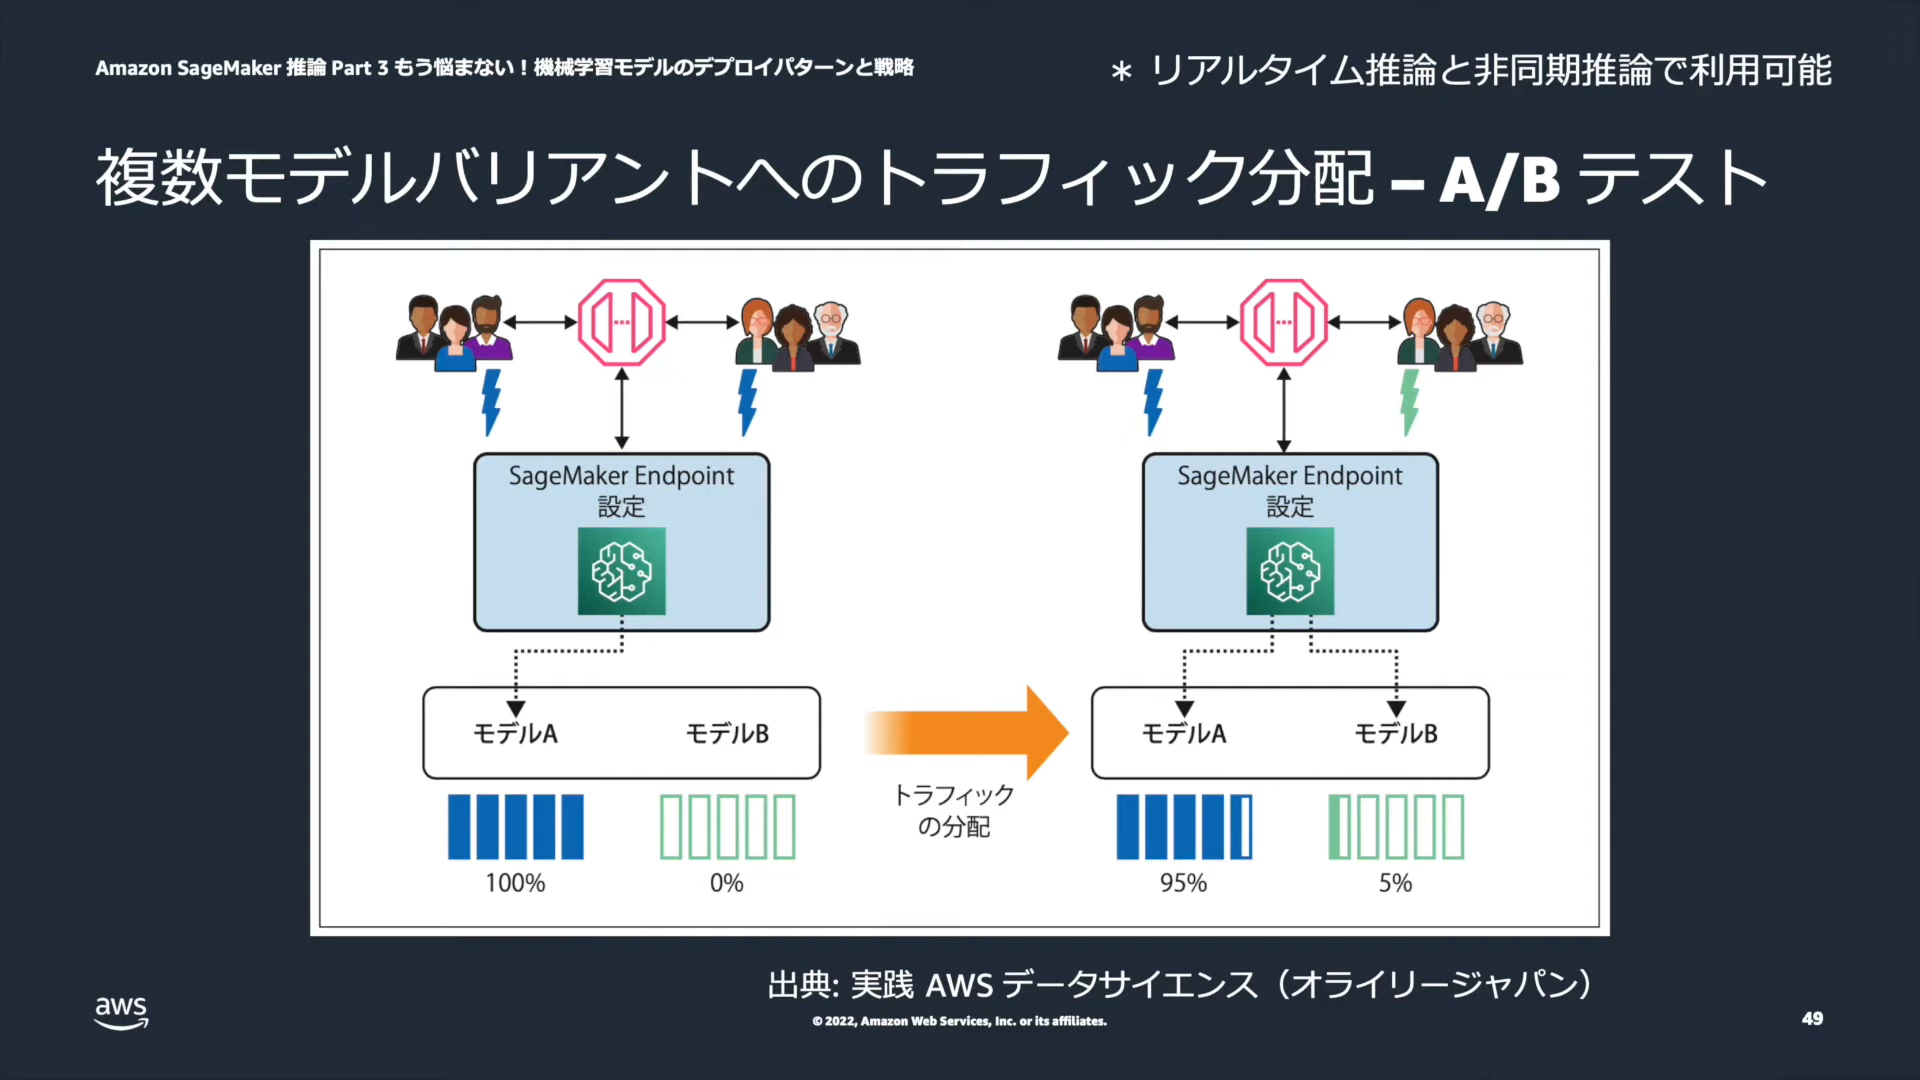 Amazon SageMaker 推論 Part 3 もう悩まない！機械学習モデルのデプロイパターンと戦略
＊ リアルタイム推論と非同期推論で利用可能
複数モデルバリアントへのトラフィック分配 – A/B テスト
SageMaker Endpoint
設定
モデルA
モデルB
100%
0%
トラフィック
の分配
SageMaker Endpoint
設定
モデルA
モデルB
95%
5%
出典: 実践 AWS データサイエンス（オライリージャパン）
aws
© 2022, Amazon Web Services, Inc. or its affiliates.
49